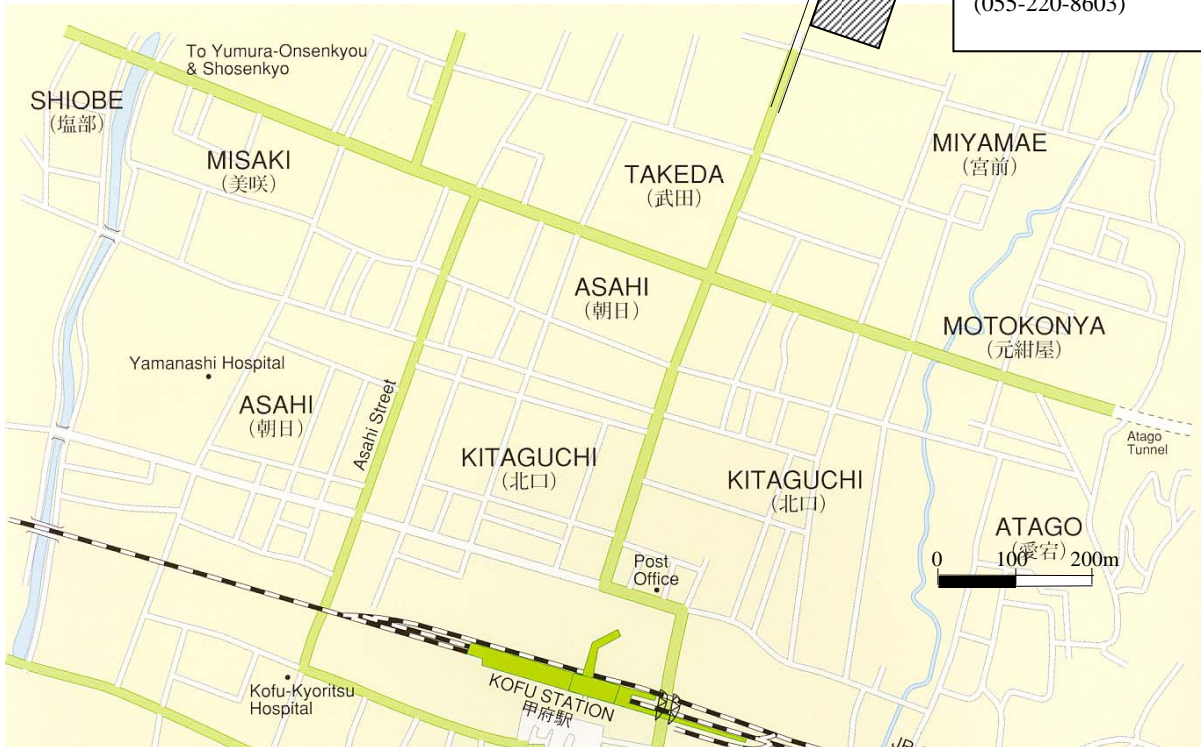 (055-220-8603)
To Yumura-Onsenkyou
& Shosenkyo
SHIOBE
(塩部)
MISAKI
(美咲)
TAKEDA
(武田)
MIYAMAE
(宮前)
ASAHI
(朝日)
MOTOKONYA
(元紺屋)
Yamanashi Hospital
ASAHI
(朝日)
Asahi Street
KITAGUCHI
(北口)
KITAGUCHI
(北口)
Atago
Tunnel
ATAGO
(愛宕)
0 100 200m
Post
Office
KOFU STATION
甲府駅
Kofu-Kyoritsu
Hospital